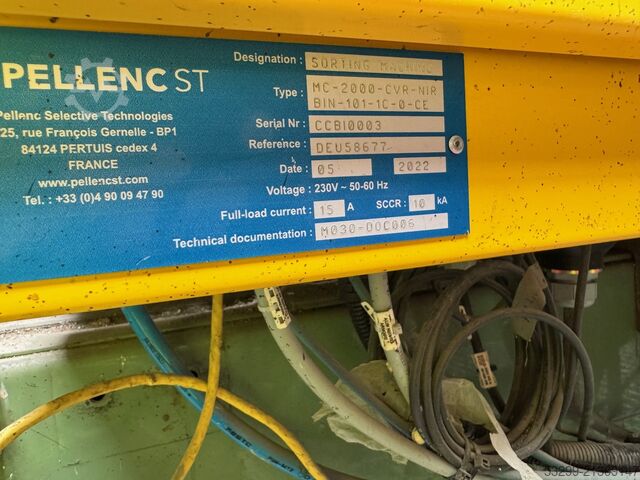 PELLENC ST
Pellenc Selective Technologies
25, rue François Gernelle - BP1
84124 PERTUIS cedex 4
FRANCE
www.pellencst.com
Tel. : +33 (0)4 90 09 47 90
Designation : SORTING MACHINE
Type : MC-2000-CVR-NIR
BIN-101-1C-0-CE
Serial Nr : CCBI0003
Reference : DEU58677
Date : 05 2022
Voltage : 230V ~ 50-60 Hz
Full-load current : 15 A SCCR : 10 kA
Technical documentation : M030-DOC006